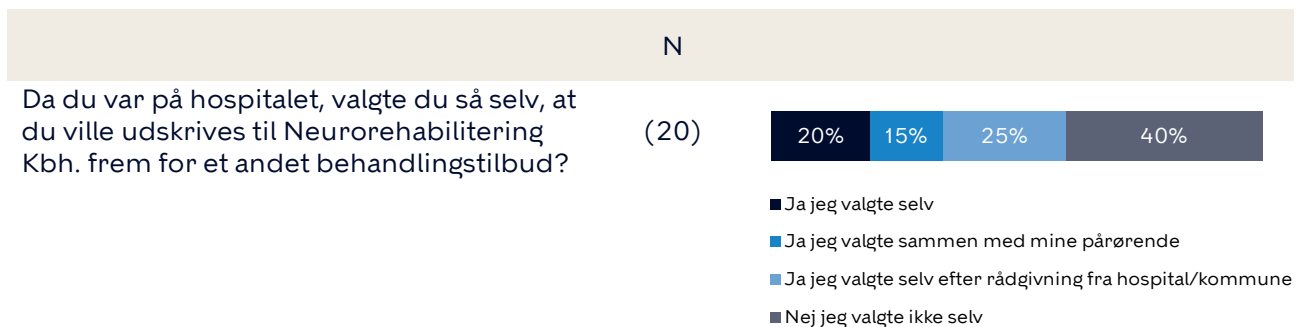 N
Da du var på hospitalet, valgte du så selv, at
du ville udskrives til Neurorehabilitering
Kbh. frem for et andet behandlingstilbud?
(20)
20% 15% 25% 40%
Ja jeg valgte selv
Ja jeg valgte sammen med mine pårørende
Ja jeg valgte selv efter rådgivning fra hospital/kommune
Nej jeg valgte ikke selv